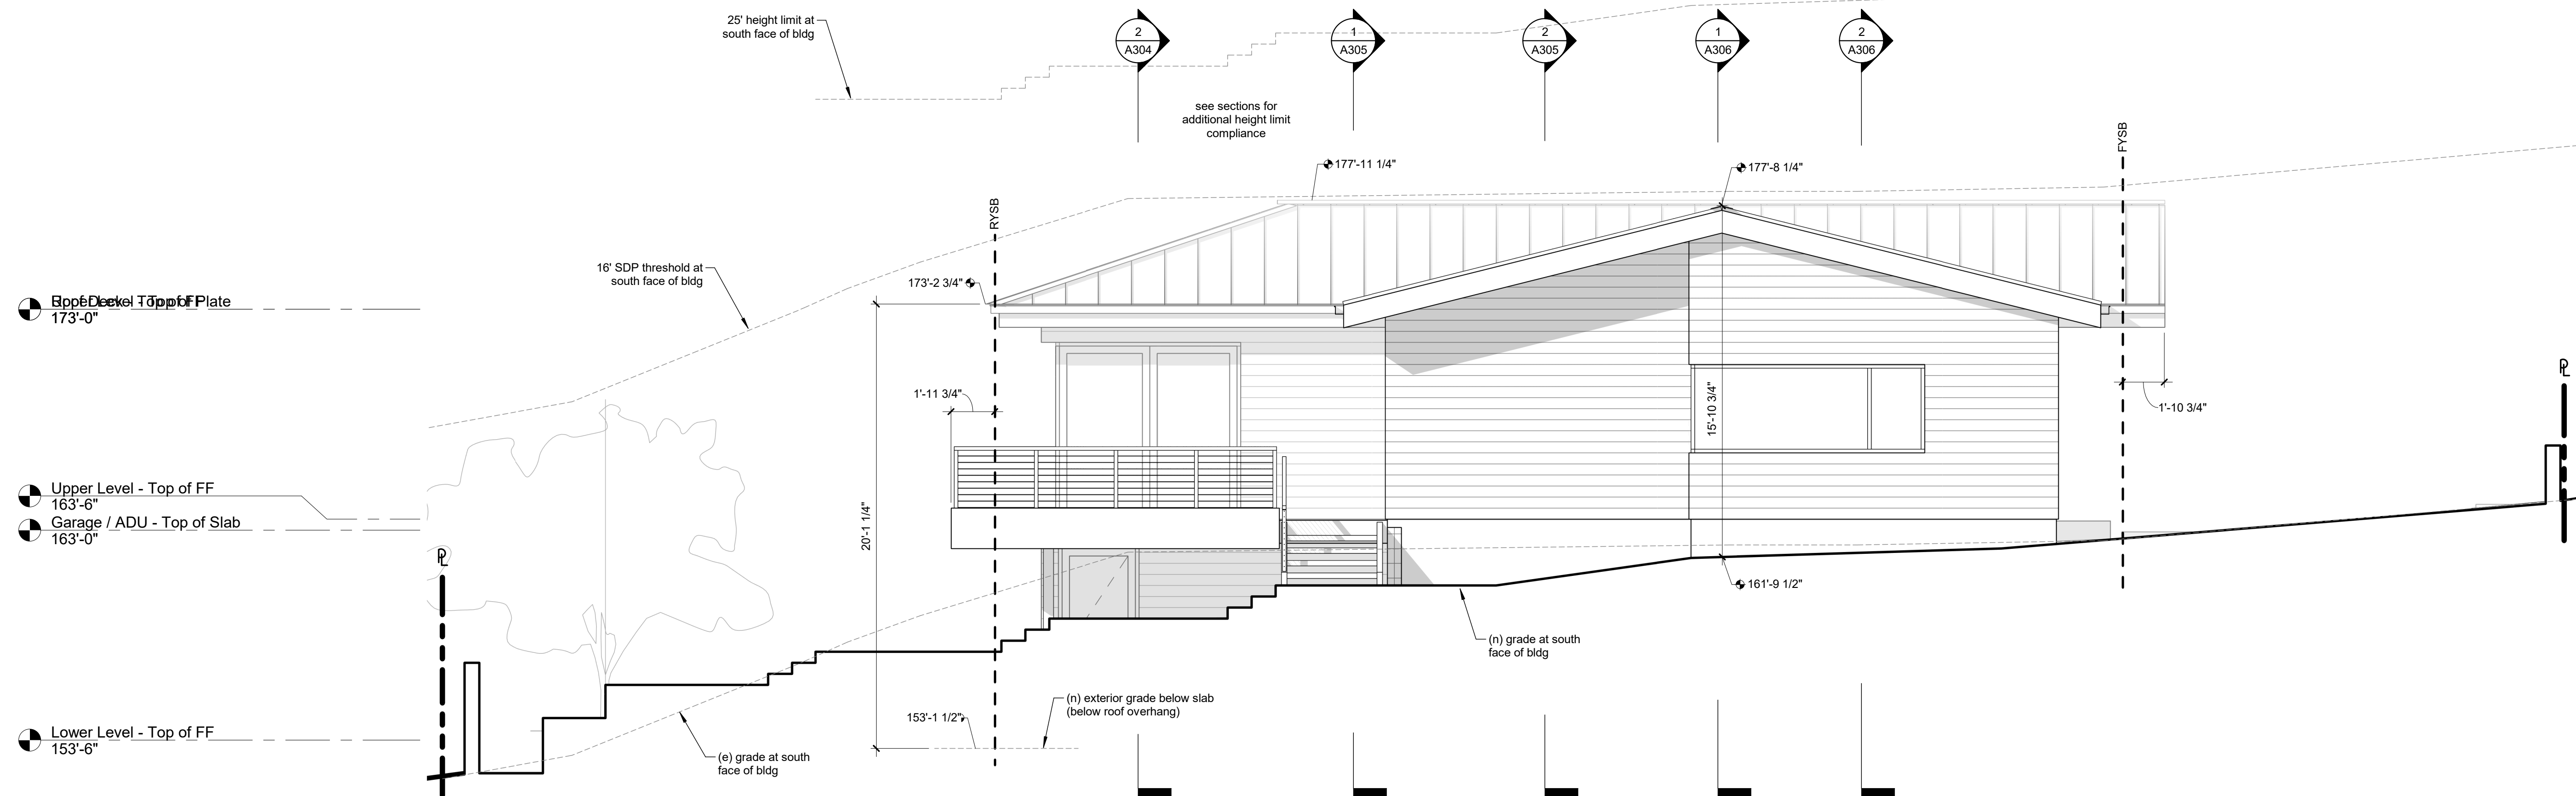 25' height limit at
south face of bldg
2
A304
1
A305
2
A305
1
A306
2
A306
see sections for
additional height limit
compliance
FYSB
177'-11 1/4"
177'-8 1/4"
RYSB
16' SDP threshold at
south face of bldg
173'-2 3/4"
173'-0"
1'-11 3/4"
15'-10 3/4"
1'-10 3/4"
PL
Upper Level - Top of FF
163'-6"
Garage / ADU - Top of Slab
163'-0"
20'-1 1/4"
PL
161'-9 1/2"
(n) grade at south
face of bldg
(n) exterior grade below slab
(below roof overhang)
153'-1 1/2"
Lower Level - Top of FF
153'-6"
(e) grade at south
face of bldg